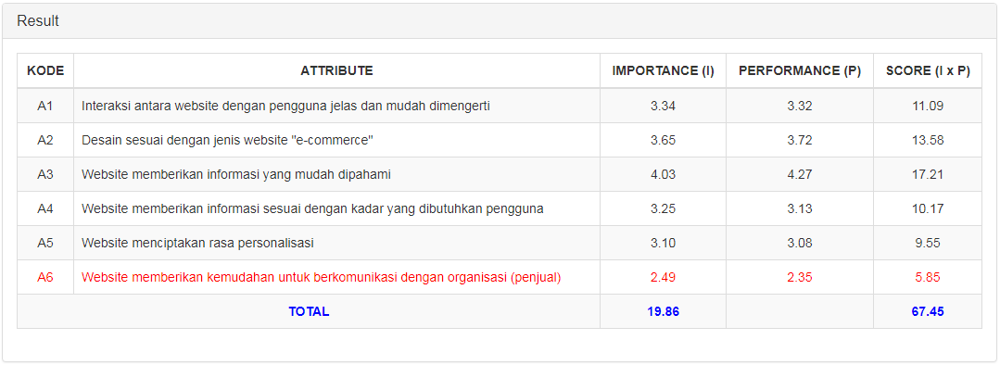 Result
KODE ATTRIBUTE IMPORTANCE (I) PERFORMANCE (P) SCORE (I x P)
A1 Interaksi antara website dengan pengguna jelas dan mudah dimengerti 3.34 3.32 11.09
A2 Desain sesuai dengan jenis website "e-commerce" 3.65 3.72 13.58
A3 Website memberikan informasi yang mudah dipahami 4.03 4.27 17.21
A4 Website memberikan informasi sesuai dengan kadar yang dibutuhkan pengguna 3.25 3.13 10.17
A5 Website menciptakan rasa personalisasi 3.10 3.08 9.55
A6 Website memberikan kemudahan untuk berkomunikasi dengan organisasi (penjual) 2.49 2.35 5.85
TOTAL 19.86 67.45